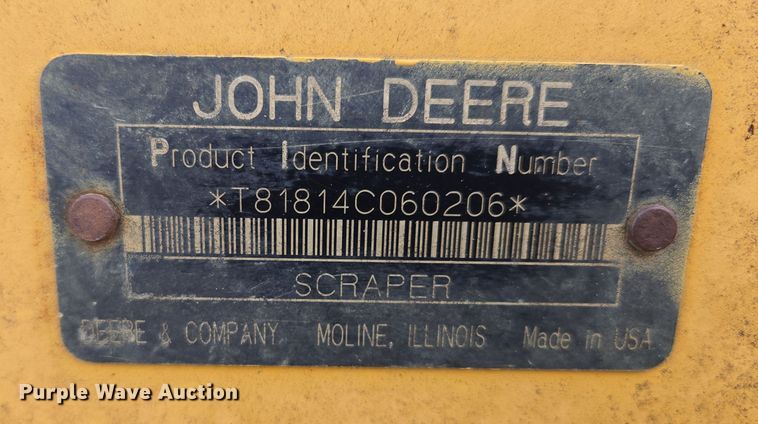 JOHN DEERE
Product Identification Number
*T81814C060206*
SCRAPER
DEERE & COMPANY MOLINE, ILLINOIS Made in USA
Purple Wave Auction